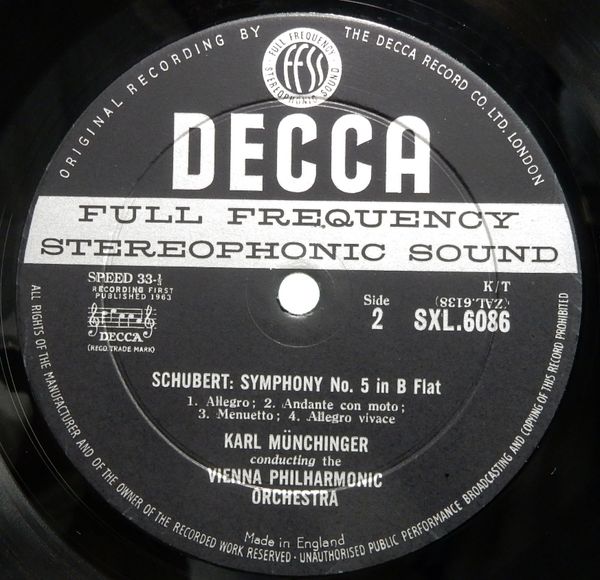 ORIGINAL RECORDING BY THE DECCA RECORD CO. LTD. LONDON
FULL FREQUENCY
ffss
STEREOPHONIC SOUND
DECCA
FULL FREQUENCY
STEREOPHONIC SOUND
SPEED 33-⅓
RECORDING FIRST
PUBLISHED 1963
DECCA
(REGD. TRADE MARK)
K/T
(ZAL.6138)
Side
2 SXL.6086
SCHUBERT: SYMPHONY No. 5 in B Flat
1. Allegro; 2. Andante con moto;
3. Menuetto; 4. Allegro vivace
KARL MÜNCHINGER
conducting the
VIENNA PHILHARMONIC
ORCHESTRA
Made in England
ALL RIGHTS OF THE MANUFACTURER AND OF THE OWNER OF THE RECORDED WORK RESERVED · UNAUTHORISED PUBLIC PERFORMANCE BROADCASTING AND COPYING OF THIS RECORD PROHIBITED